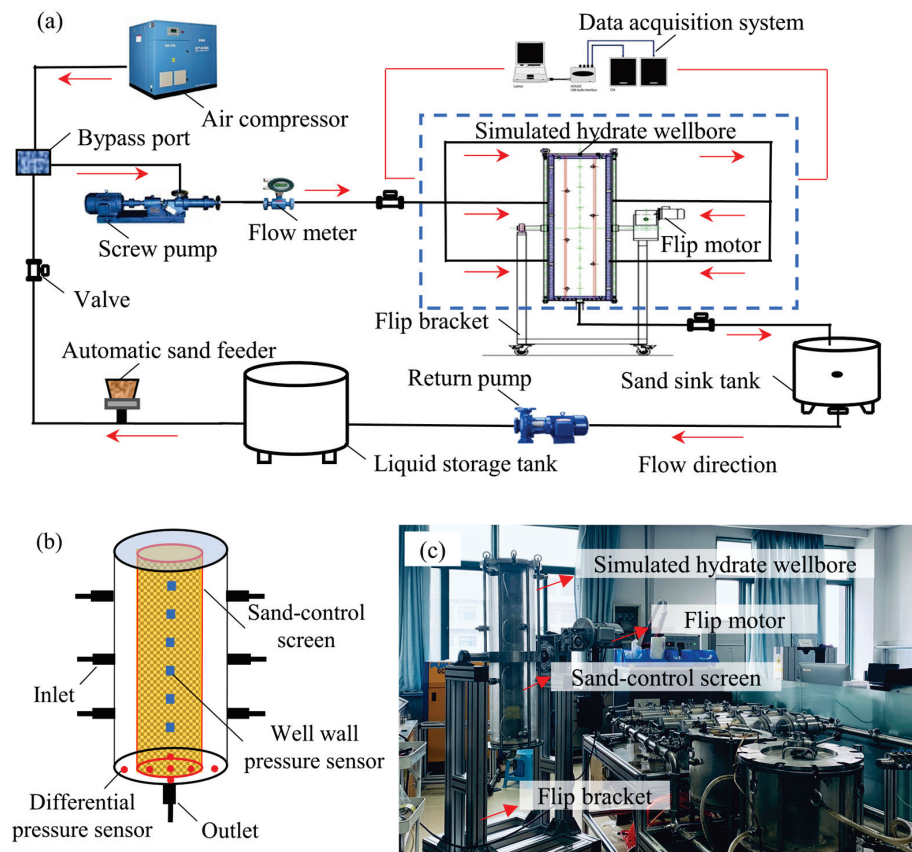 (a)
Data acquisition system
Air compressor
Simulated hydrate wellbore
Bypass port
Screw pump
Flow meter
Flip motor
Valve
Flip bracket
Automatic sand feeder
Return pump
Sand sink tank
Liquid storage tank
Flow direction
(b)
Sand-control
screen
Inlet
Well wall
pressure sensor
Differential
pressure sensor
Outlet
(c)
Simulated hydrate wellbore
Flip motor
Sand-control screen
Flip bracket